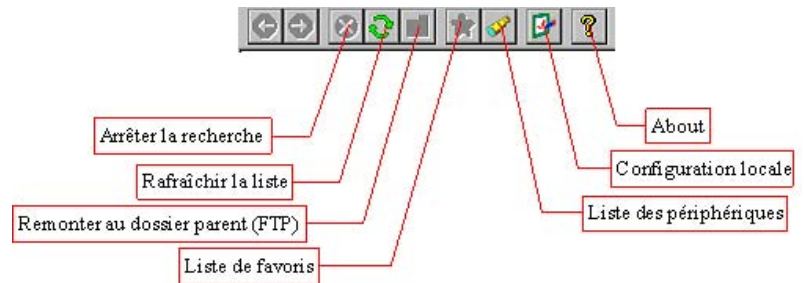 Arrêter la recherche
Rafraîchir la liste
Remonter au dossier parent (FTP)
Liste de favoris
About
Configuration locale
Liste des périphériques